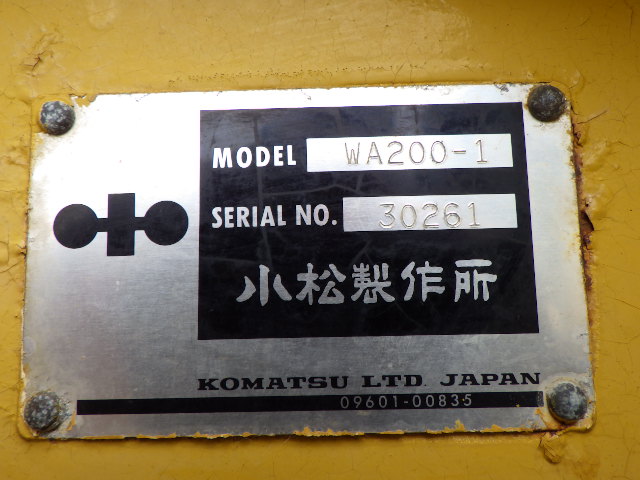 MODEL WA200-1
SERIAL NO. 30261
小松製作所
KOMATSU LTD. JAPAN
09601-00835